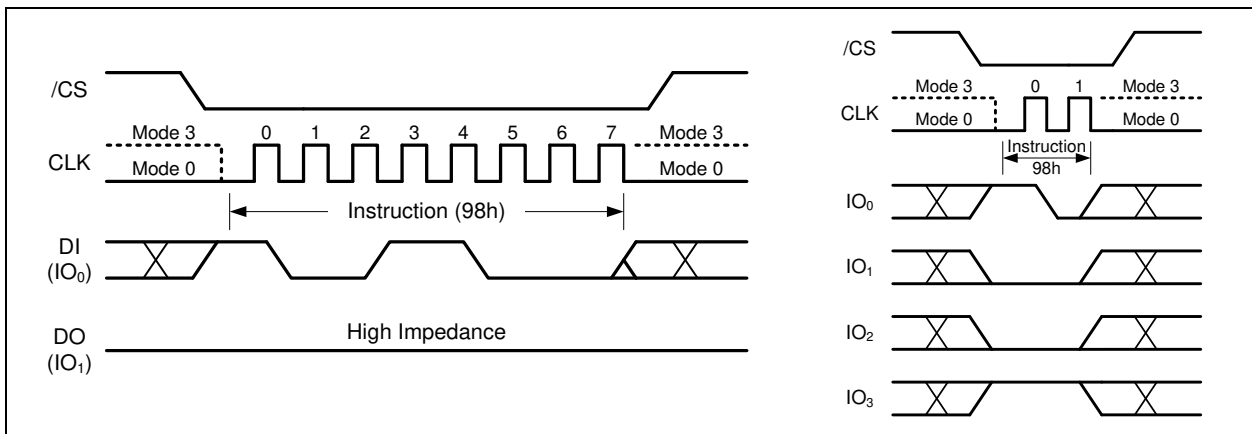 /CS
Mode 3 0 1 2 3 4 5 6 7 Mode 3
CLK
Mode 0 Mode 0
Instruction (98h)
DI
(IO₀)
High Impedance
DO
(IO₁)
/CS
Mode 3 0 1 Mode 3
CLK
Mode 0 Mode 0
Instruction
98h
IO₀
IO₁
IO₂
IO₃